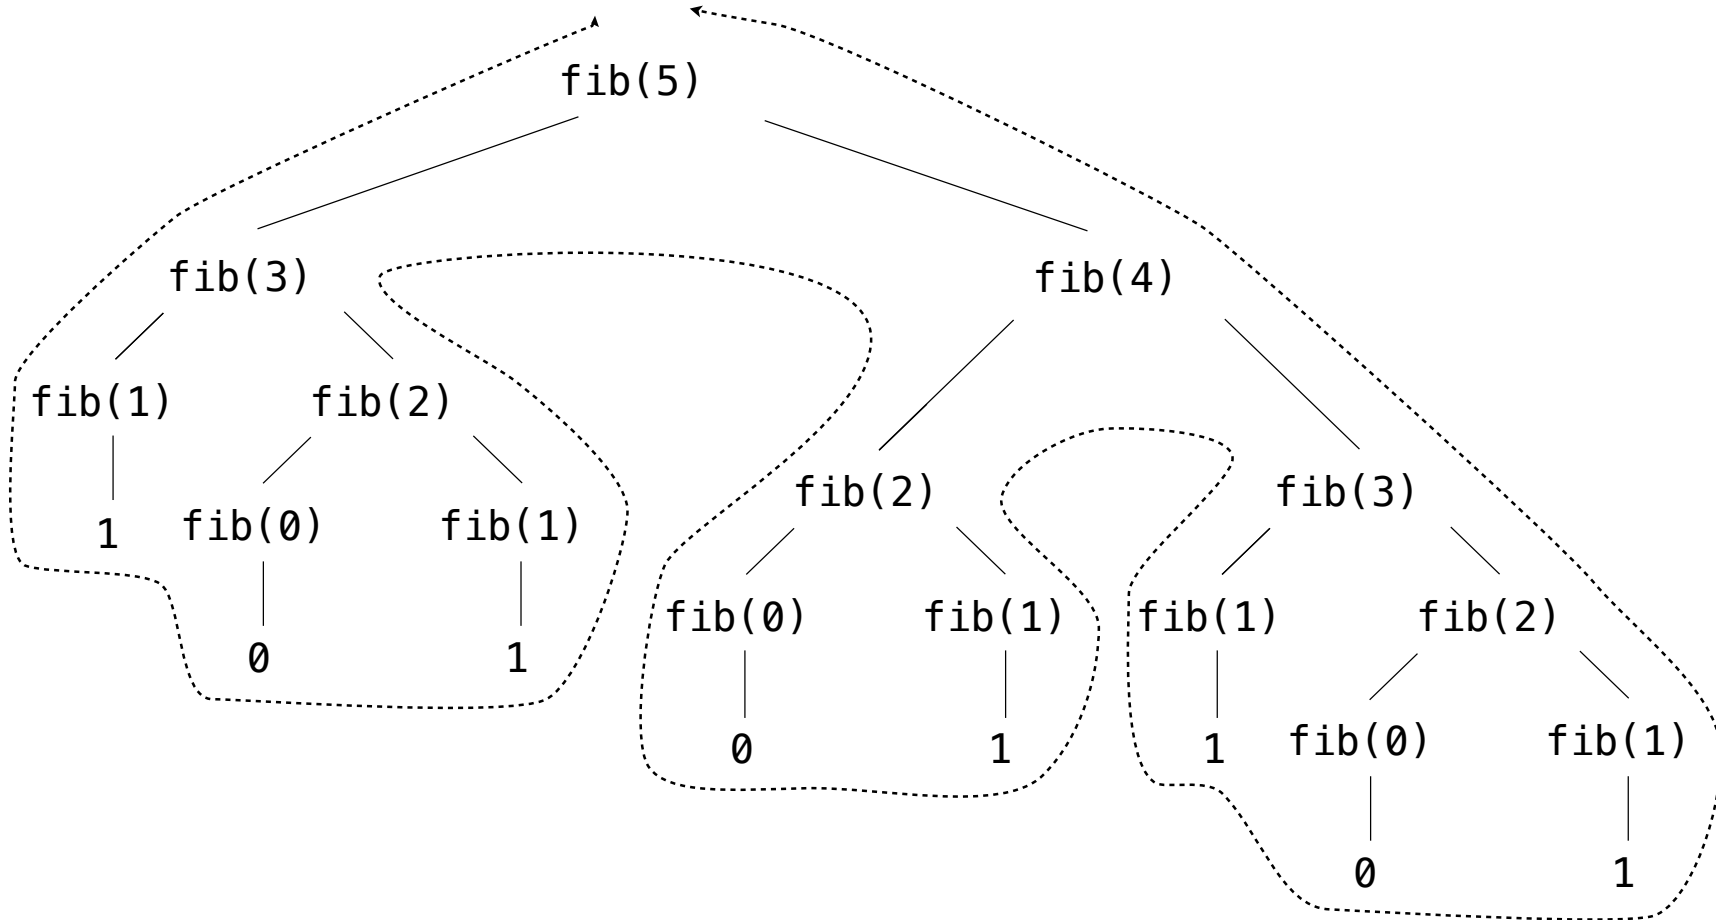 fib(5)
fib(3) fib(4)
fib(1) fib(2)
fib(2) fib(3)
1 fib(0) fib(1)
fib(0) fib(1) fib(1) fib(2)
0 1
0 1 1 fib(0) fib(1)
0 1